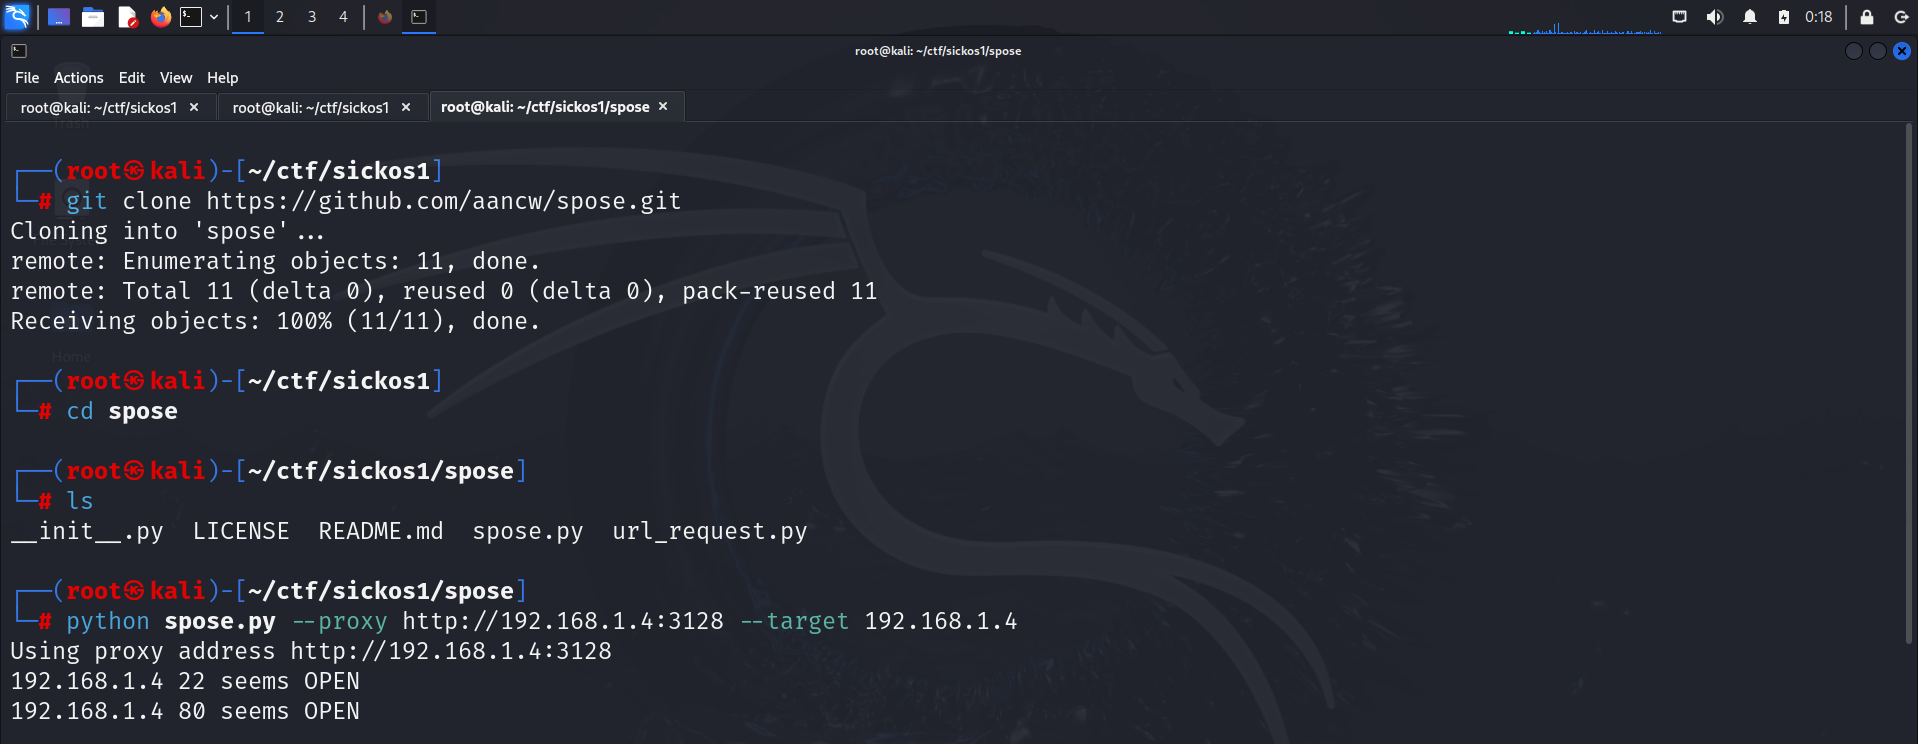 1 2 3 4 0:18
root@kali: ~/ctf/sickos1/spose
File Actions Edit View Help
root@kali: ~/ctf/sickos1 × root@kali: ~/ctf/sickos1 × root@kali: ~/ctf/sickos1/spose ×
Trash
┌──(root㉿kali)-[~/ctf/sickos1]
└─# git clone https://github.com/aancw/spose.git
Cloning into 'spose'...
remote: Enumerating objects: 11, done.
remote: Total 11 (delta 0), reused 0 (delta 0), pack-reused 11
Receiving objects: 100% (11/11), done.
Home
┌──(root㉿kali)-[~/ctf/sickos1]
└─# cd spose
┌──(root㉿kali)-[~/ctf/sickos1/spose]
└─# ls
__init__.py LICENSE README.md spose.py url_request.py
┌──(root㉿kali)-[~/ctf/sickos1/spose]
└─# python spose.py --proxy http://192.168.1.4:3128 --target 192.168.1.4
Using proxy address http://192.168.1.4:3128
192.168.1.4 22 seems OPEN
192.168.1.4 80 seems OPEN